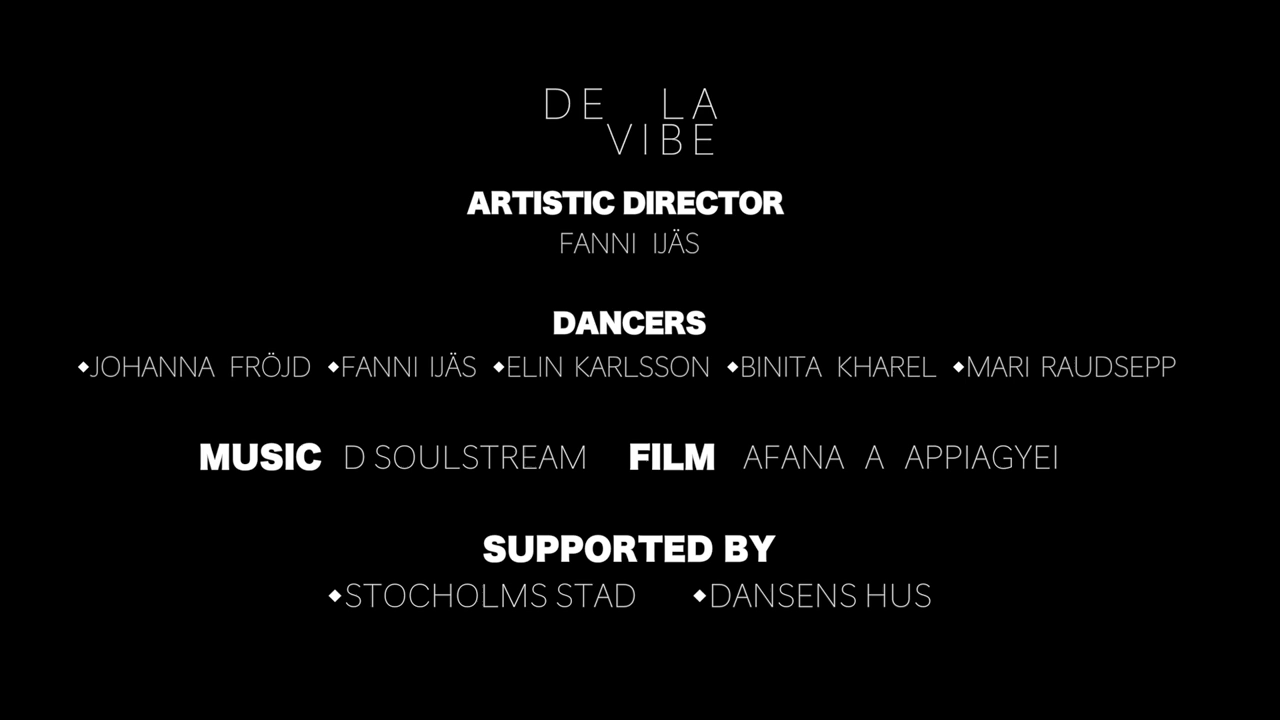 DE LA
VIBE
ARTISTIC DIRECTOR
FANNI IJÄS
DANCERS
◆JOHANNA FRÖJD ◆FANNI IJÄS ◆ELIN KARLSSON ◆BINITA KHAREL ◆MARI RAUDSEPP
MUSIC D SOULSTREAM FILM AFANA A APPIAGYEI
SUPPORTED BY
◆STOCHOLMS STAD ◆DANSENS HUS